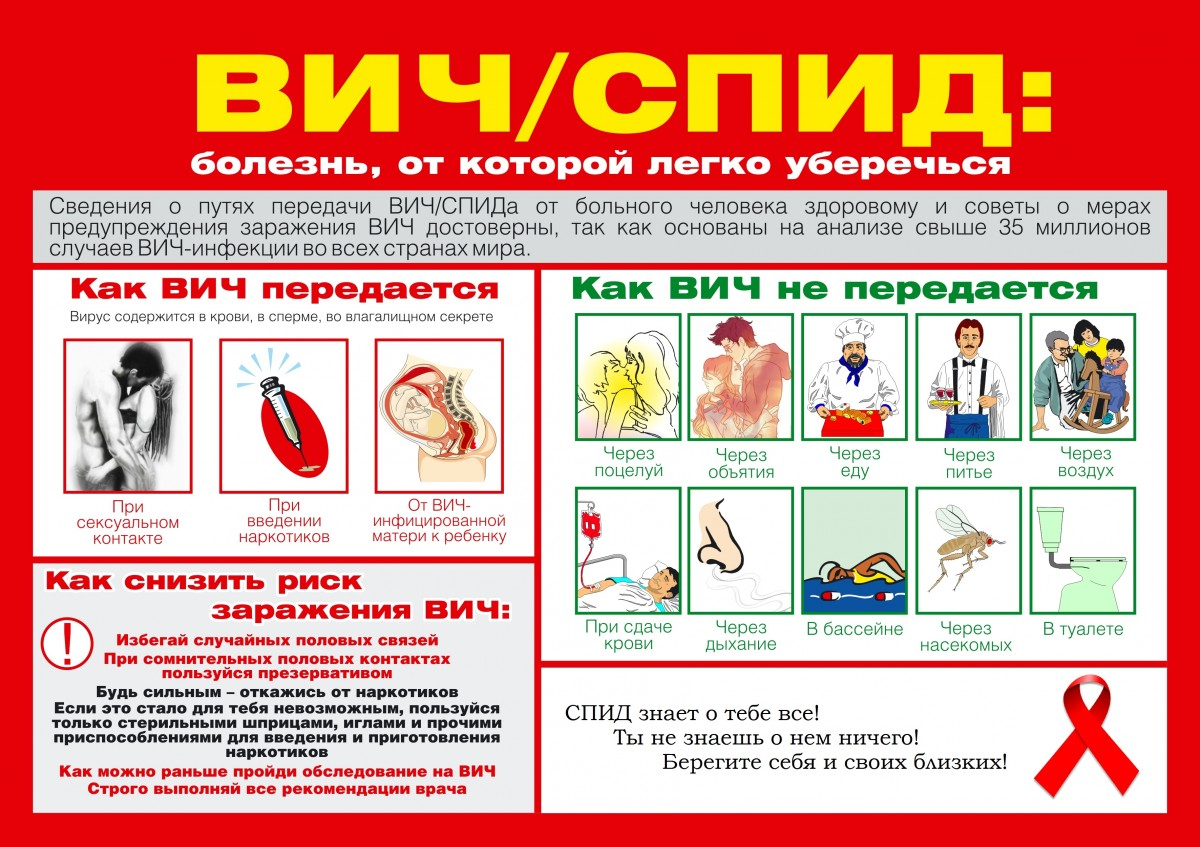 ВИЧ/СПИД:
болезнь, от которой легко уберечься
Сведения о путях передачи ВИЧ/СПИДа от больного человека здоровому и советы о мерах
предупреждения заражения ВИЧ достоверны, так как основаны на анализе свыше 35 миллионов
случаев ВИЧ-инфекции во всех странах мира.
Как ВИЧ передается
Вирус содержится в крови, в сперме, во влагалищном секрете
При
сексуальном
контакте
При
введении
наркотиков
От ВИЧ-
инфицированной
матери к ребенку
Как ВИЧ не передается
Через
поцелуй
Через
объятия
Через
еду
Через
питье
Через
воздух
При сдаче
крови
Через
дыхание
В бассейне
Через
насекомых
В туалете
Как снизить риск
заражения ВИЧ:
!
Избегай случайных половых связей
При сомнительных половых контактах
пользуйся презервативом
Будь сильным – откажись от наркотиков
Если это стало для тебя невозможным, пользуйся
только стерильными шприцами, иглами и прочими
приспособлениями для введения и приготовления
наркотиков
Как можно раньше пройди обследование на ВИЧ
Строго выполняй все рекомендации врача
СПИД знает о тебе все!
Ты не знаешь о нем ничего!
Берегите себя и своих близких!